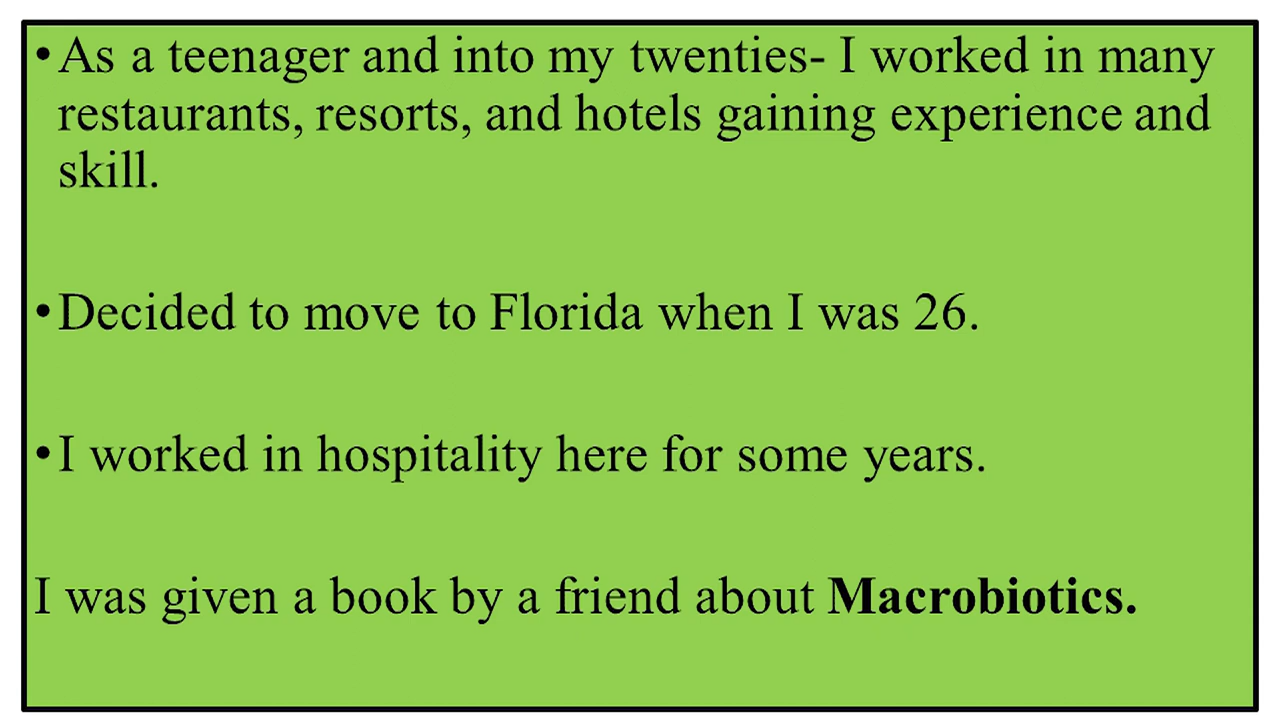 • As a teenager and into my twenties- I worked in many
restaurants, resorts, and hotels gaining experience and
skill.
• Decided to move to Florida when I was 26.
• I worked in hospitality here for some years.
I was given a book by a friend about Macrobiotics.